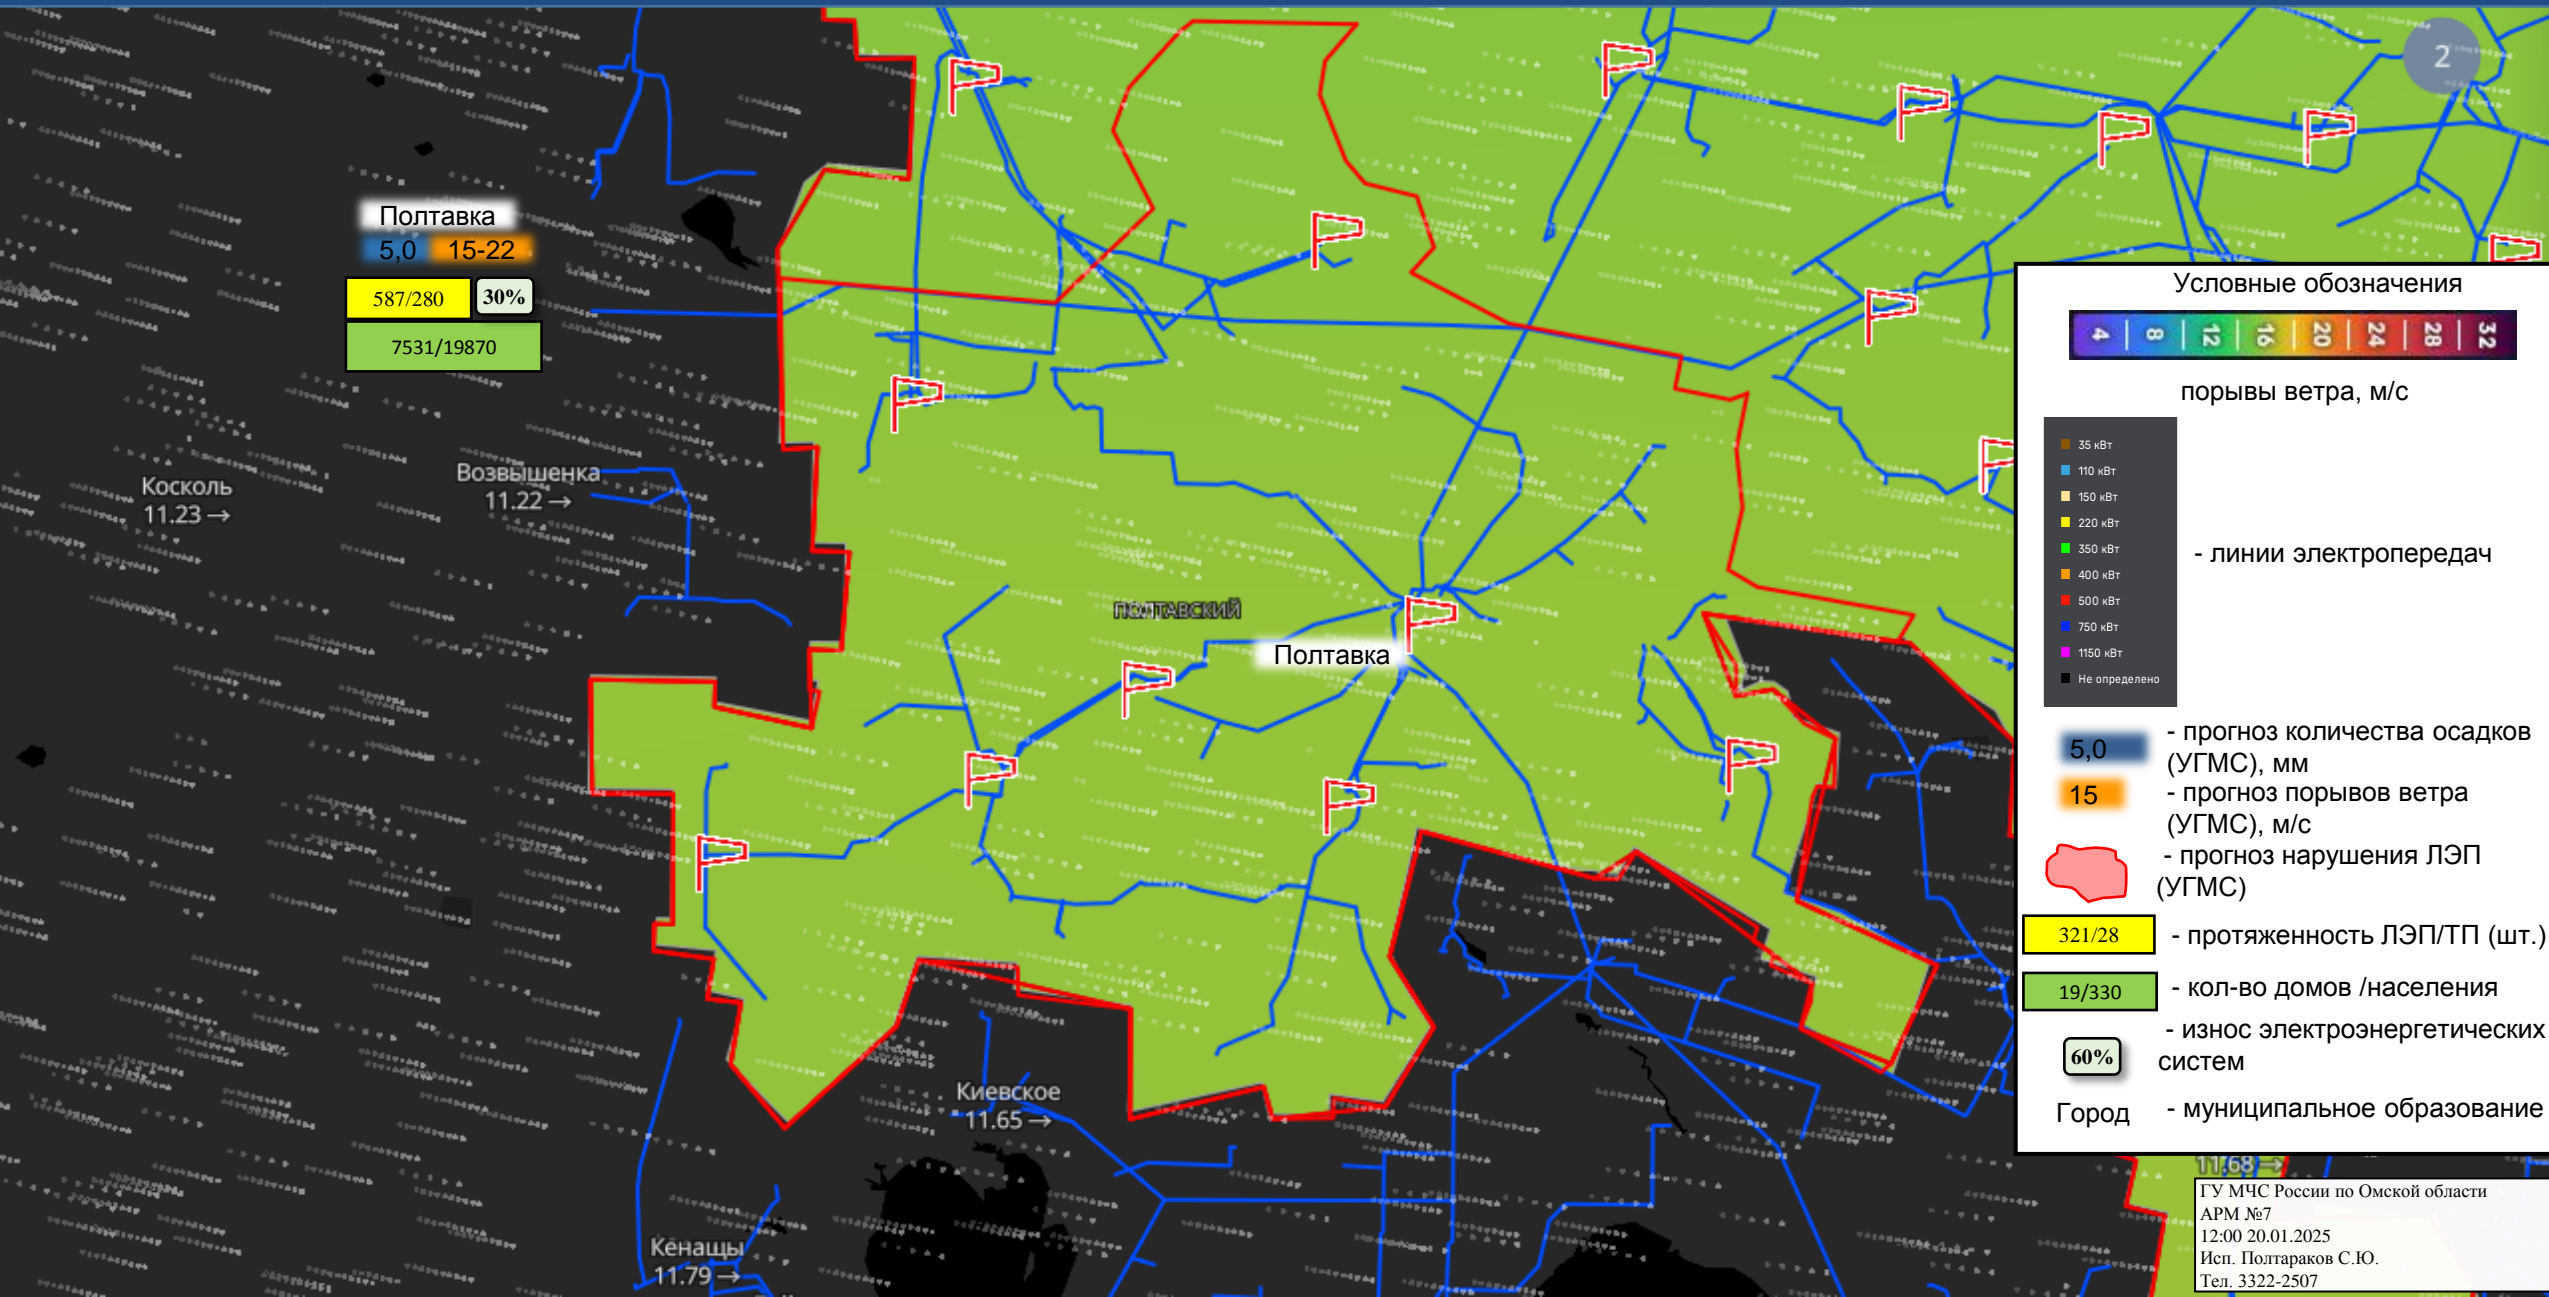 2
Полтавка
5,0 15-22
587/280 30%
7531/19870
Косколь
11.23 →
Возвышенка
11.22 →
ПОЛТАВСКИЙ
Полтавка
Киевское
11.65 →
Кенащы
11.79 →
Условные обозначения
4 | 8 | 12 | 16 | 20 | 24 | 28 | 32
порывы ветра, м/с
35 кВт
110 кВт
150 кВт
220 кВт
350 кВт
400 кВт
500 кВт
750 кВт
1150 кВт
Не определено
- линии электропередач
5,0 - прогноз количества осадков
(УГМС), мм
15 - прогноз порывов ветра
(УГМС), м/с
- прогноз нарушения ЛЭП
(УГМС)
321/28 - протяженность ЛЭП/ТП (шт.)
19/330 - кол-во домов /населения
60% - износ электроэнергетических
систем
Город - муниципальное образование
11.68 →
ГУ МЧС России по Омской области
АРМ №7
12:00 20.01.2025
Исп. Полтараков С.Ю.
Тел. 3322-2507